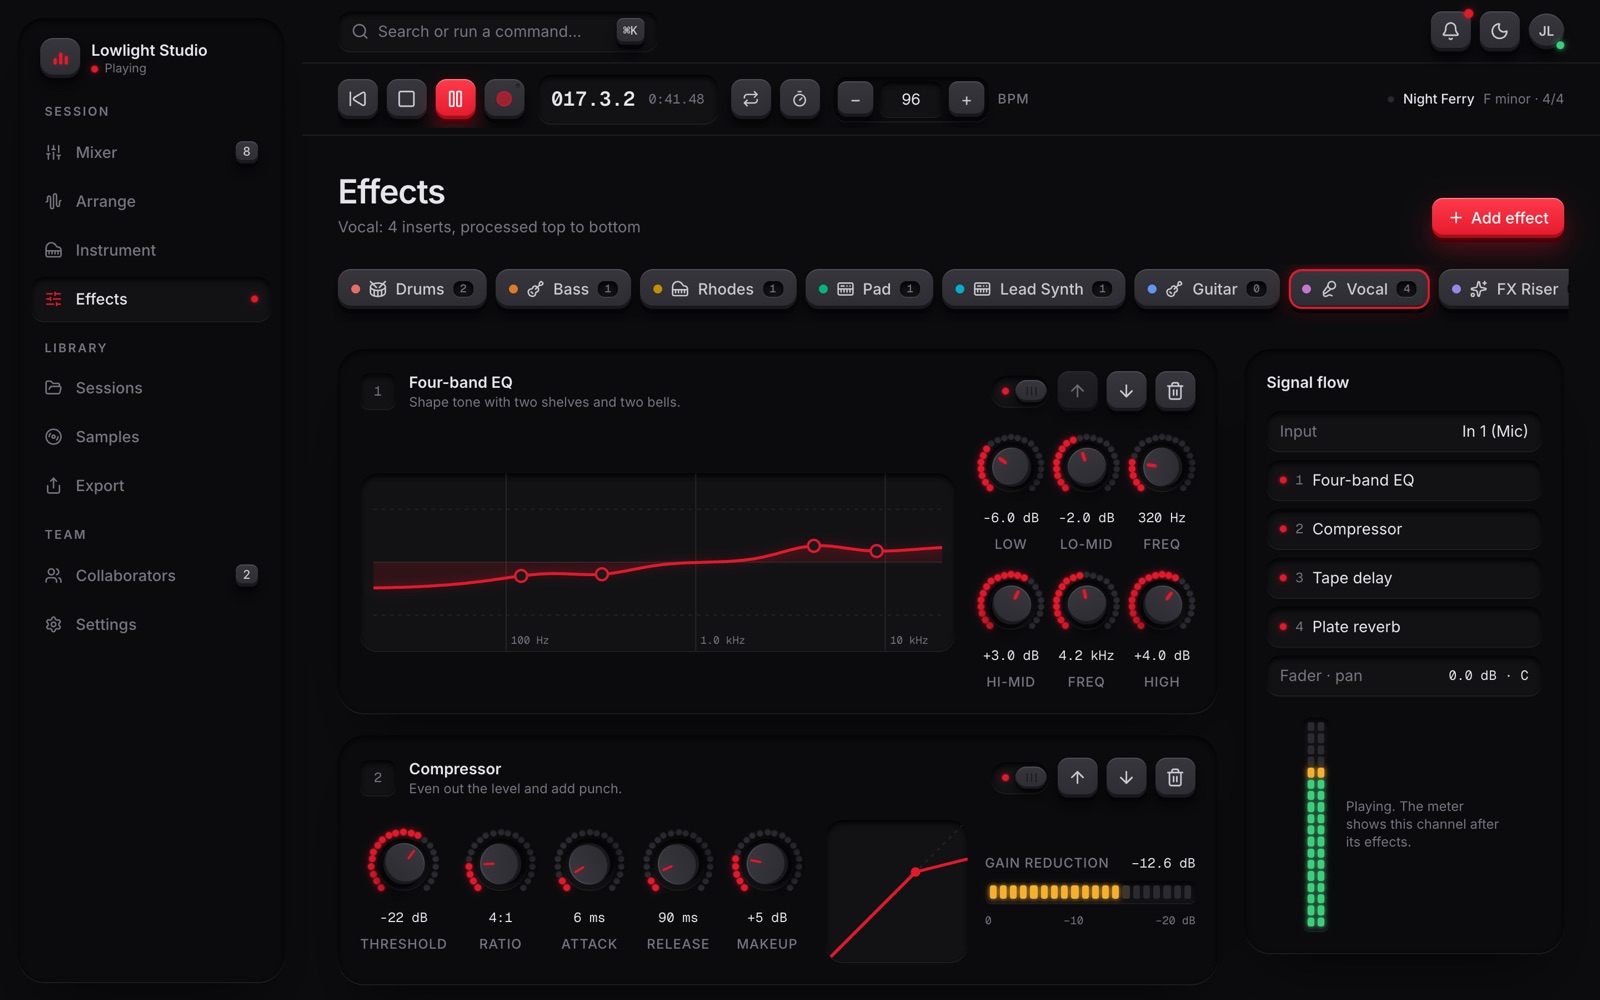 Lowlight Studio
Playing
SESSION
Mixer 8
Arrange
Instrument
Effects
LIBRARY
Sessions
Samples
Export
TEAM
Collaborators 2
Settings
Search or run a command... ⌘K
JL
017.3.2 0:41.48
− 96 + BPM
Night Ferry F minor · 4/4
Effects
Vocal: 4 inserts, processed top to bottom
+ Add effect
Drums 2 Bass 1 Rhodes 1 Pad 1 Lead Synth 1 Guitar 0 Vocal 4 FX Riser
1 Four-band EQ
Shape tone with two shelves and two bells.
100 Hz 1.0 kHz 10 kHz
-6.0 dB -2.0 dB 320 Hz
LOW LO-MID FREQ
+3.0 dB 4.2 kHz +4.0 dB
HI-MID FREQ HIGH
2 Compressor
Even out the level and add punch.
-22 dB 4:1 6 ms 90 ms +5 dB
THRESHOLD RATIO ATTACK RELEASE MAKEUP
GAIN REDUCTION −12.6 dB
0 −10 −20 dB
Signal flow
Input In 1 (Mic)
1 Four-band EQ
2 Compressor
3 Tape delay
4 Plate reverb
Fader · pan 0.0 dB · C
Playing. The meter
shows this channel after
its effects.